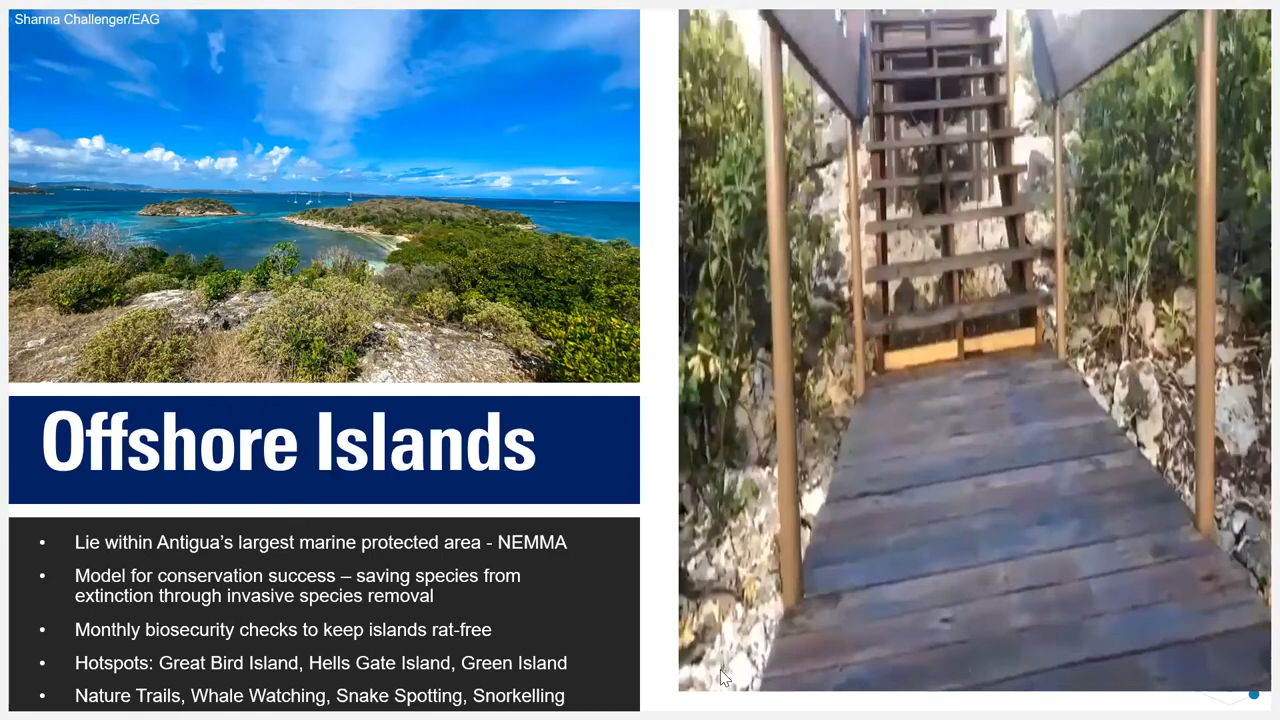 Shanna Challenger/EAG
Offshore Islands
• Lie within Antigua’s largest marine protected area - NEMMA
• Model for conservation success – saving species from
extinction through invasive species removal
• Monthly biosecurity checks to keep islands rat-free
• Hotspots: Great Bird Island, Hells Gate Island, Green Island
• Nature Trails, Whale Watching, Snake Spotting, Snorkelling